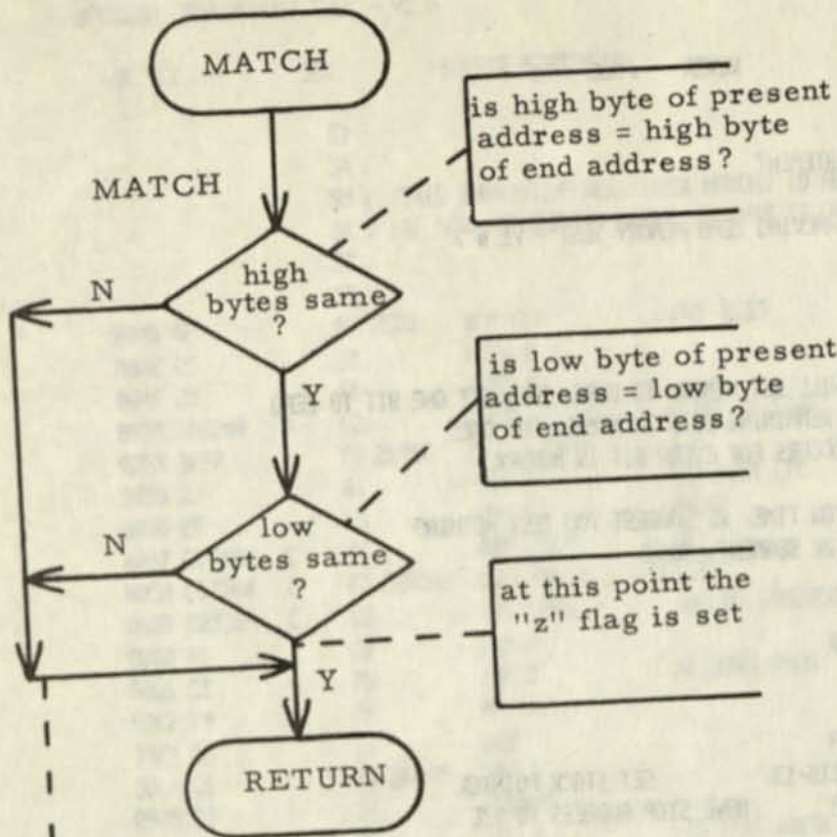 MATCH
is high byte of present
address = high byte
of end address?
MATCH
high
bytes same
?
N
Y
is low byte of present
address = low byte
of end address?
low
bytes same
?
N
at this point the
"z" flag is set
Y
RETURN